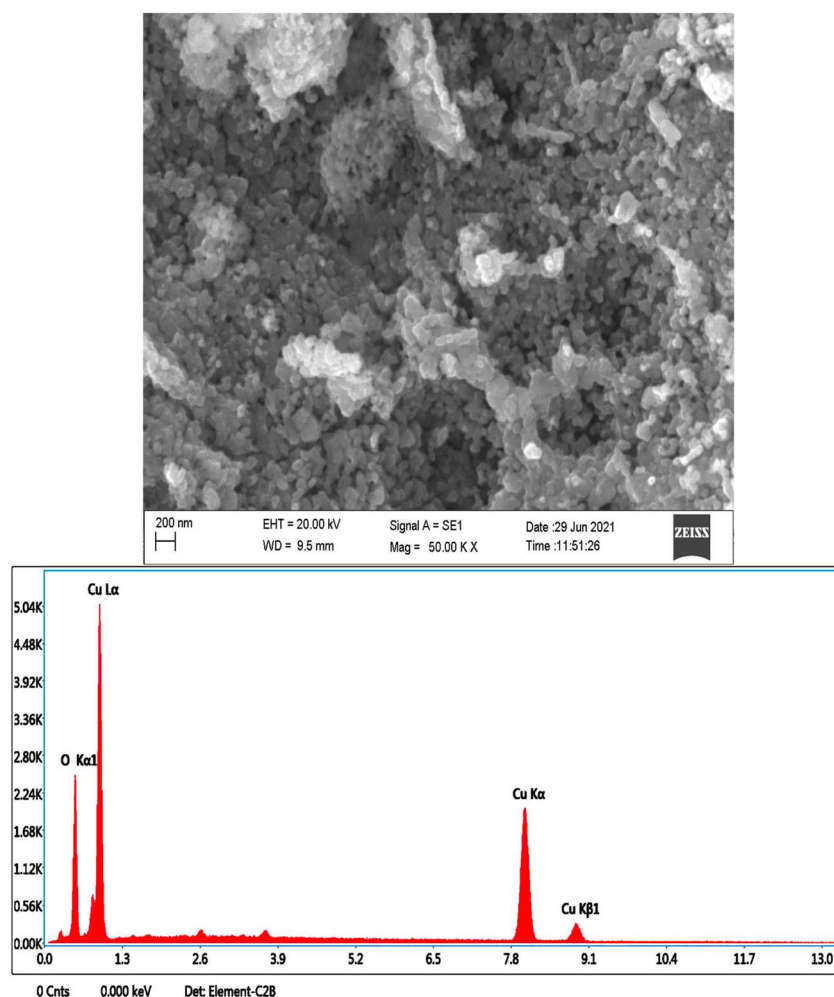 200 nm EHT = 20.00 kV Signal A = SE1 Date :29 Jun 2021
WD = 9.5 mm Mag = 50.00 K X Time :11:51:26
ZEISS
Cu Lα
5.04K
4.48K
3.92K
3.36K
2.80K
O Kα1
2.24K
Cu Kα
1.68K
1.12K
0.56K
Cu Kβ1
0.00K
0.0 1.3 2.6 3.9 5.2 6.5 7.8 9.1 10.4 11.7 13.0
0 Cnts 0.000 keV Det: Element-C2B